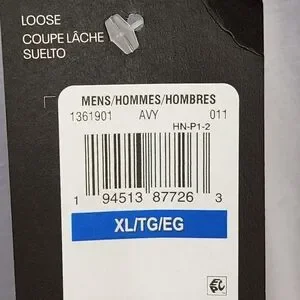 LOOSE
COUPE LÂCHE
SUELTO
MENS/HOMMES/HOMBRES
1361901 AVY 011
HN-P1-2
1 94513 87726 3
XL/TG/EG